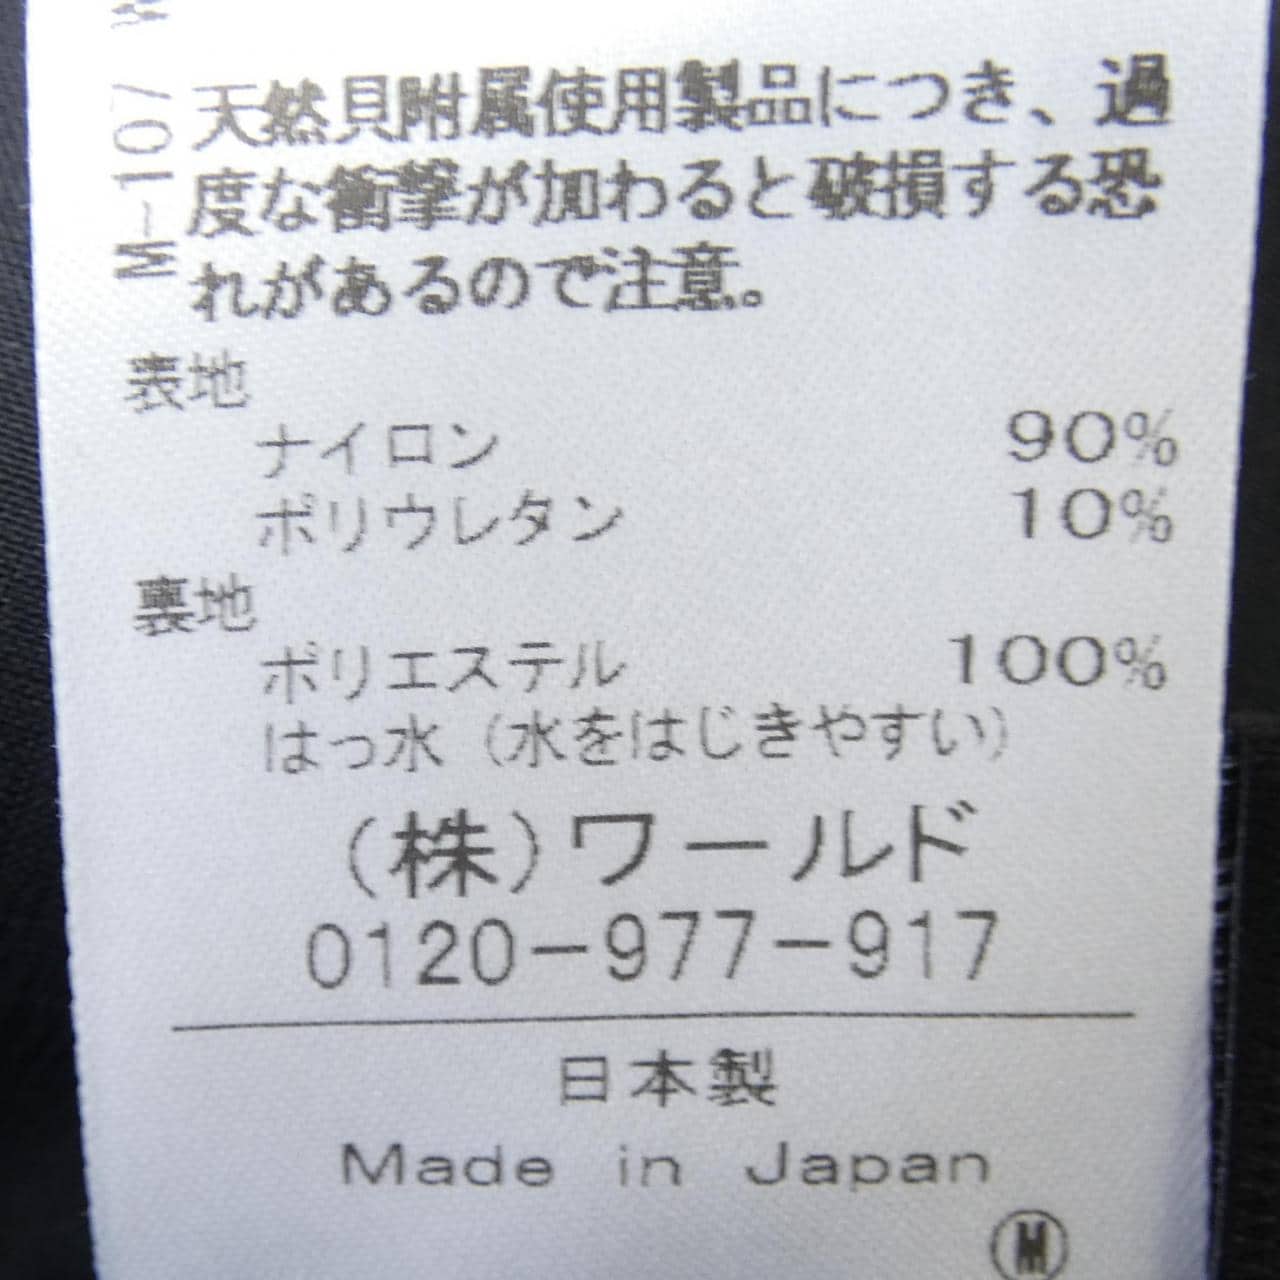 M-107
天然貝附属使用製品につき、過
度な衝撃が加わると破損する恐
れがあるので注意。
表地
ナイロン 90%
ポリウレタン 10%
裏地
ポリエステル 100%
はっ水（水をはじきやすい）
（株）ワールド
0120-977-917
日本製
Made in Japan
M